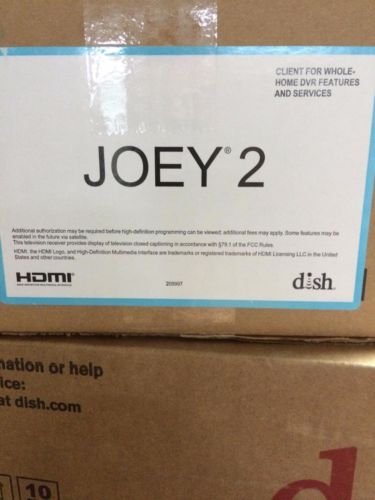 CLIENT FOR WHOLE-
HOME DVR FEATURES
AND SERVICES
JOEY® 2
Additional authorization may be required before high-definition programming can be viewed; additional fees may apply. Some features may be
enabled in the future via satellite.
This television receiver provides display of television closed captioning in accordance with §79.1 of the FCC Rules
HDMI, the HDMI Logo, and High-Definition Multimedia Interface are trademarks or registered trademarks of HDMI Licensing LLC in the United
States and other countries.
HDMI®
HIGH-DEFINITION MULTIMEDIA INTERFACE
dish
nation or help
ice:
at dish.com
10
d